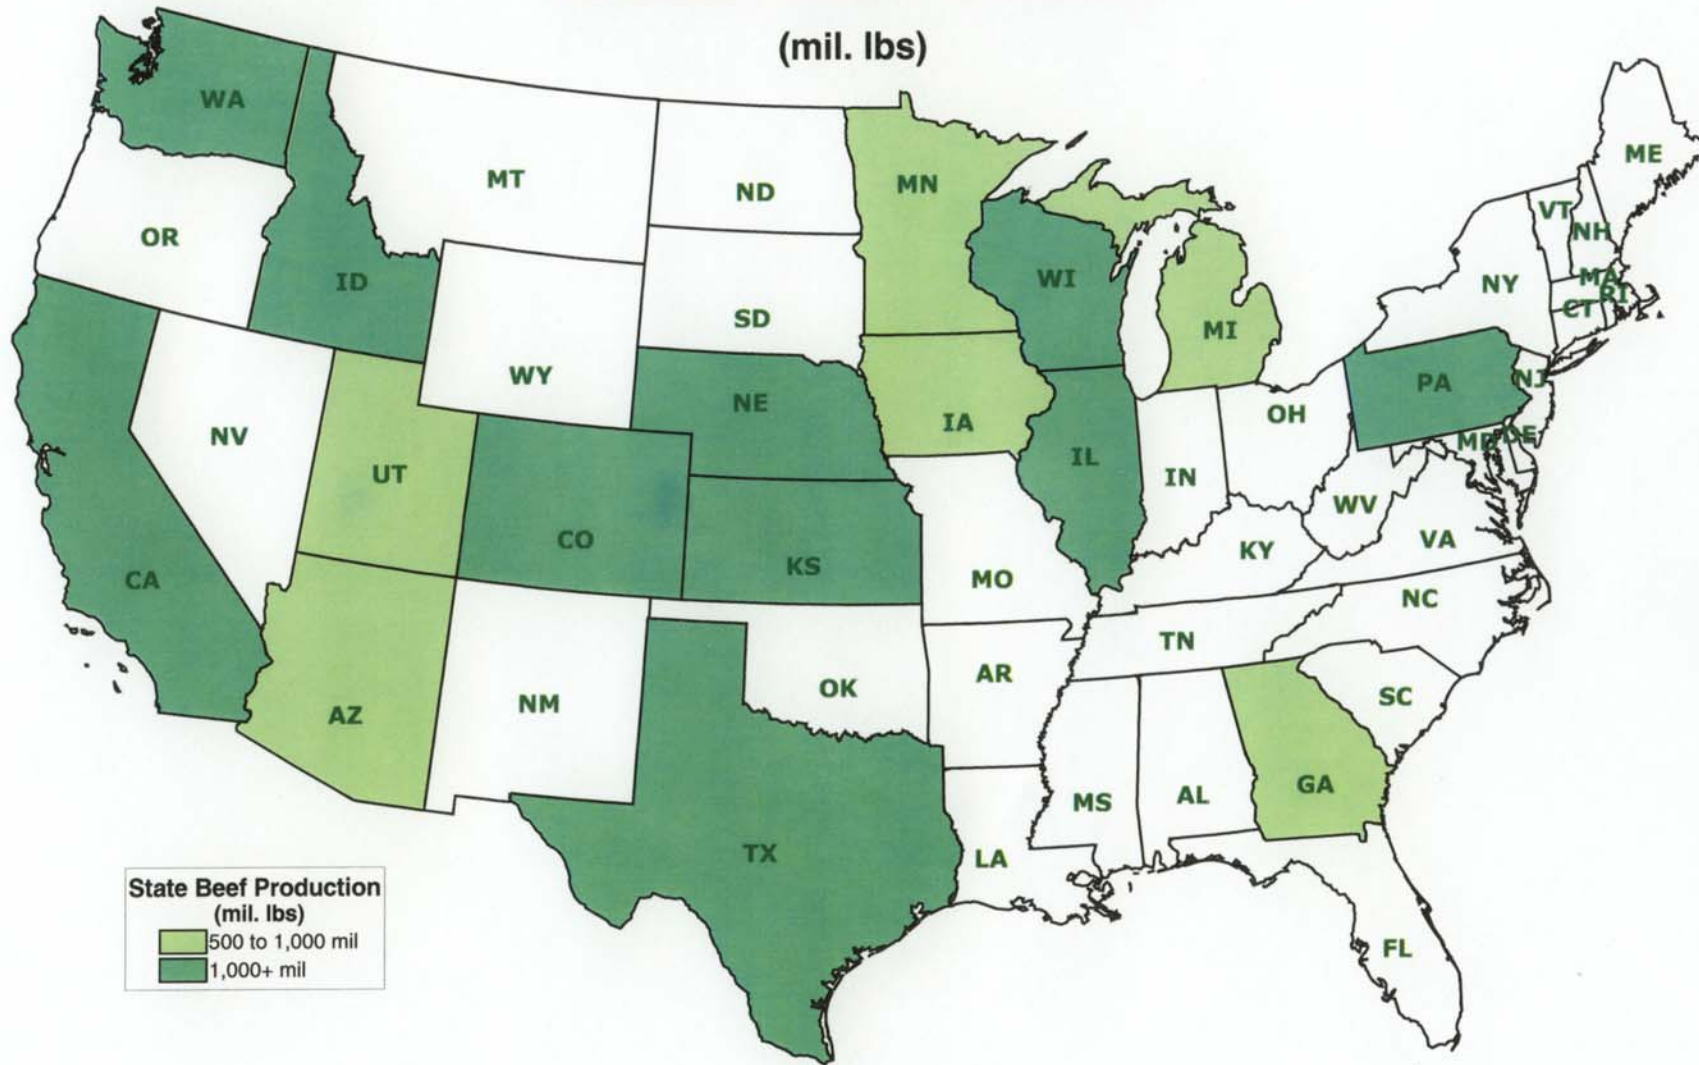 (mil. lbs)
WA
MT
ND
MN
ME
VT
NH
OR
ID
SD
WI
MI
NY
MA
RI
CT
WY
NE
IA
IL
IN
OH
PA
NJ
NV
UT
CO
KS
MO
KY
WV
MD
DE
VA
CA
AZ
NM
OK
AR
TN
NC
SC
TX
LA
MS
AL
GA
FL
State Beef Production
(mil. lbs)
500 to 1,000 mil
1,000+ mil